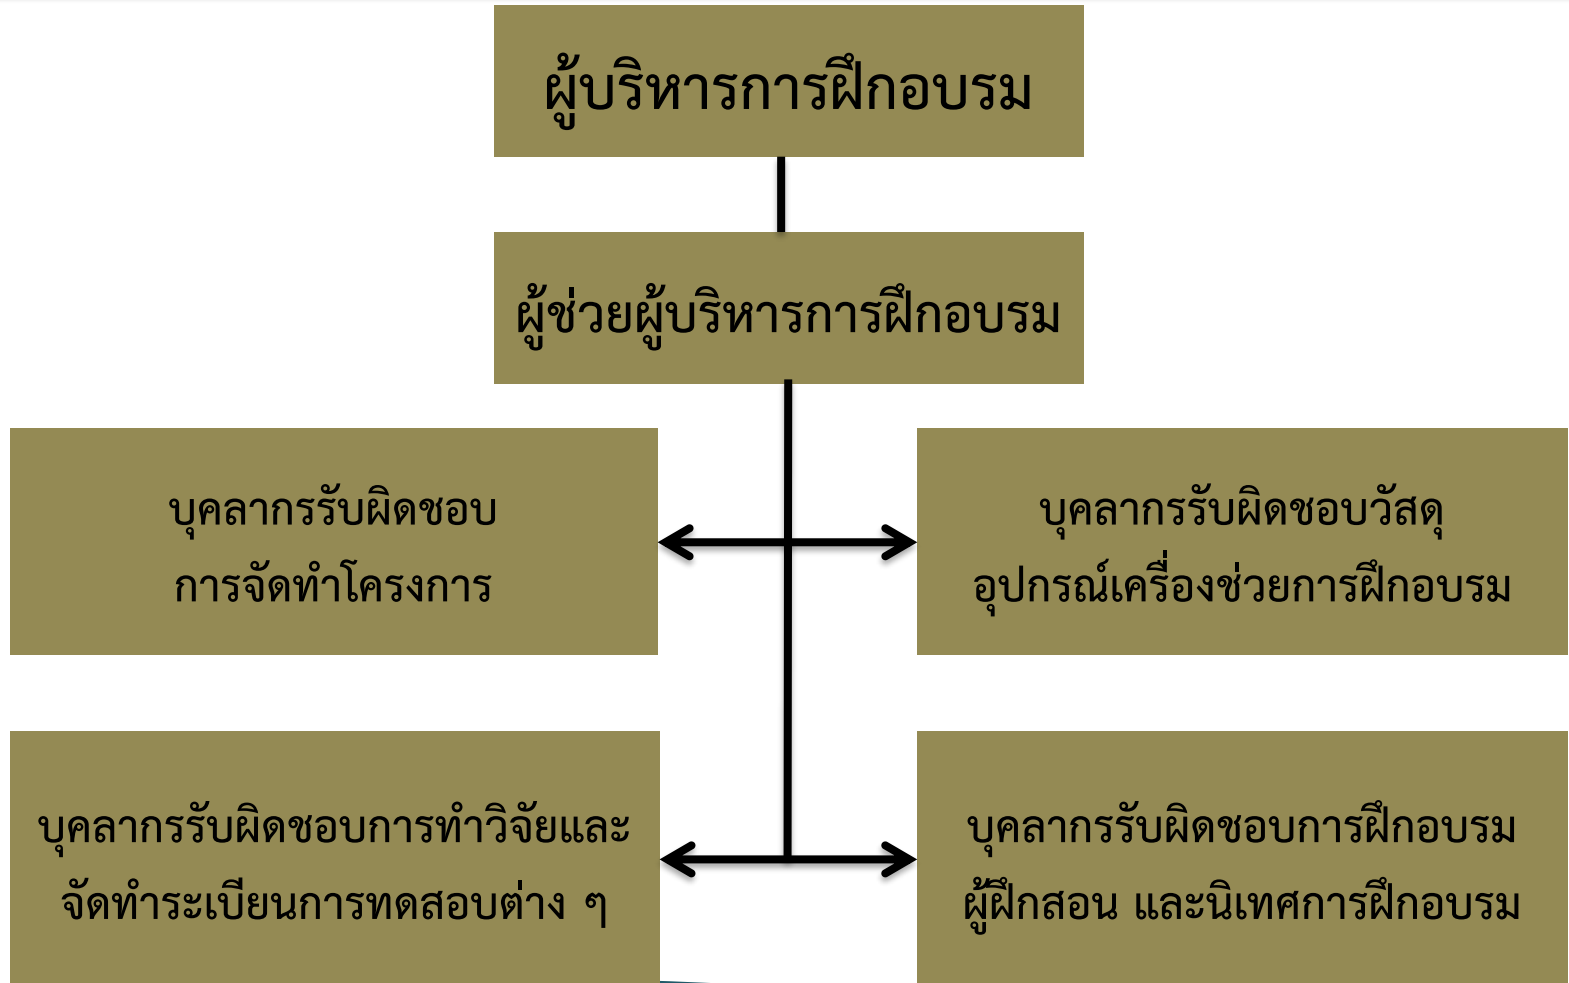 ผู้บริหารการฝึกอบรม
ผู้ช่วยผู้บริหารการฝึกอบรม
บุคลากรรับผิดชอบ
การจัดทำโครงการ
บุคลากรรับผิดชอบวัสดุ
อุปกรณ์เครื่องช่วยการฝึกอบรม
บุคลากรรับผิดชอบการทำวิจัยและ
จัดทำระเบียนการทดสอบต่าง ๆ
บุคลากรรับผิดชอบการฝึกอบรม
ผู้ฝึกสอน และนิเทศการฝึกอบรม